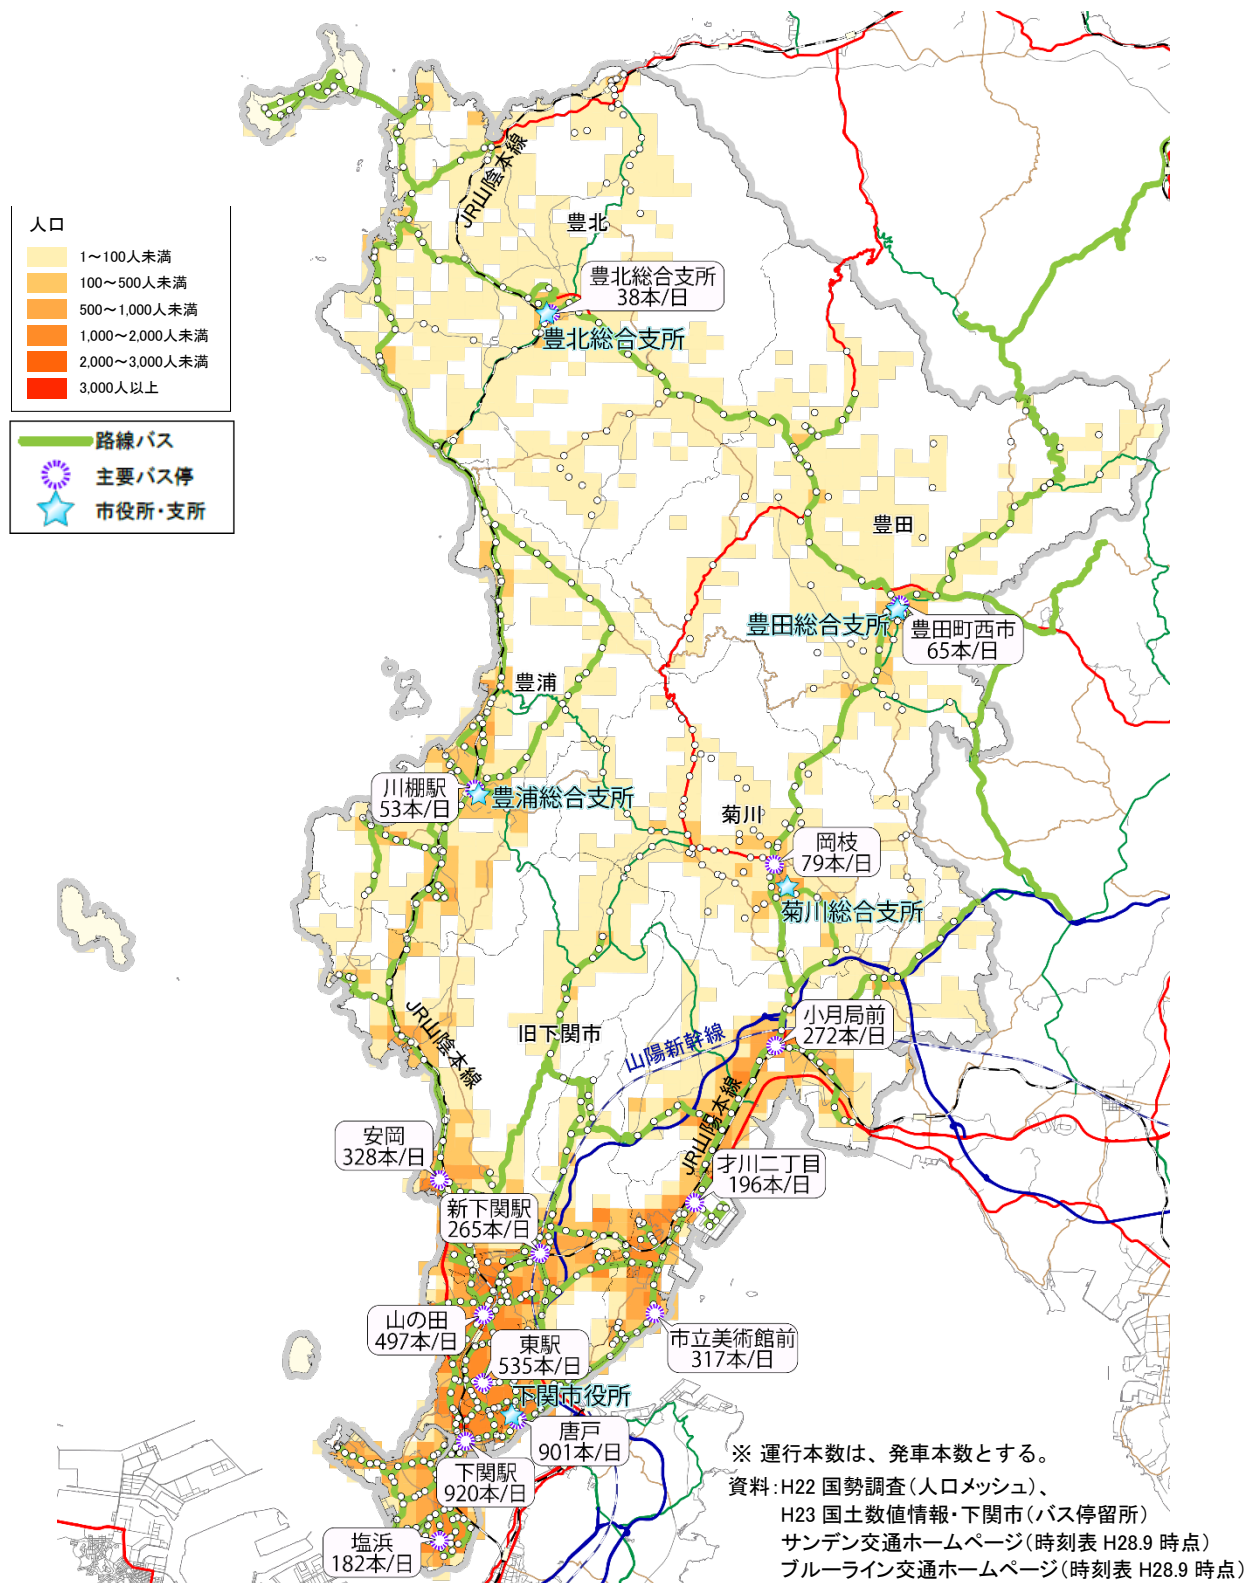 人口
1～100人未満
100～500人未満
500～1,000人未満
1,000～2,000人未満
2,000～3,000人未満
3,000人以上
路線バス
主要バス停
市役所・支所
JR山陰本線
豊北
豊北総合支所
38本/日
豊北総合支所
豊田
豊田総合支所
豊田町西市
65本/日
豊浦
川棚駅
53本/日
豊浦総合支所
菊川
岡枝
79本/日
菊川総合支所
JR山陰本線
旧下関市
山陽新幹線
小月局前
272本/日
JR山陽本線
安岡
328本/日
才川二丁目
196本/日
新下関駅
265本/日
山の田
497本/日
東駅
535本/日
市立美術館前
317本/日
下関市役所
唐戸
901本/日
下関駅
920本/日
塩浜
182本/日
※ 運行本数は、発車本数とする。
資料：H22 国勢調査（人口メッシュ）、
H23 国土数値情報・下関市（バス停留所）
サンデン交通ホームページ（時刻表 H28.9 時点）
ブルーライン交通ホームページ（時刻表 H28.9 時点）